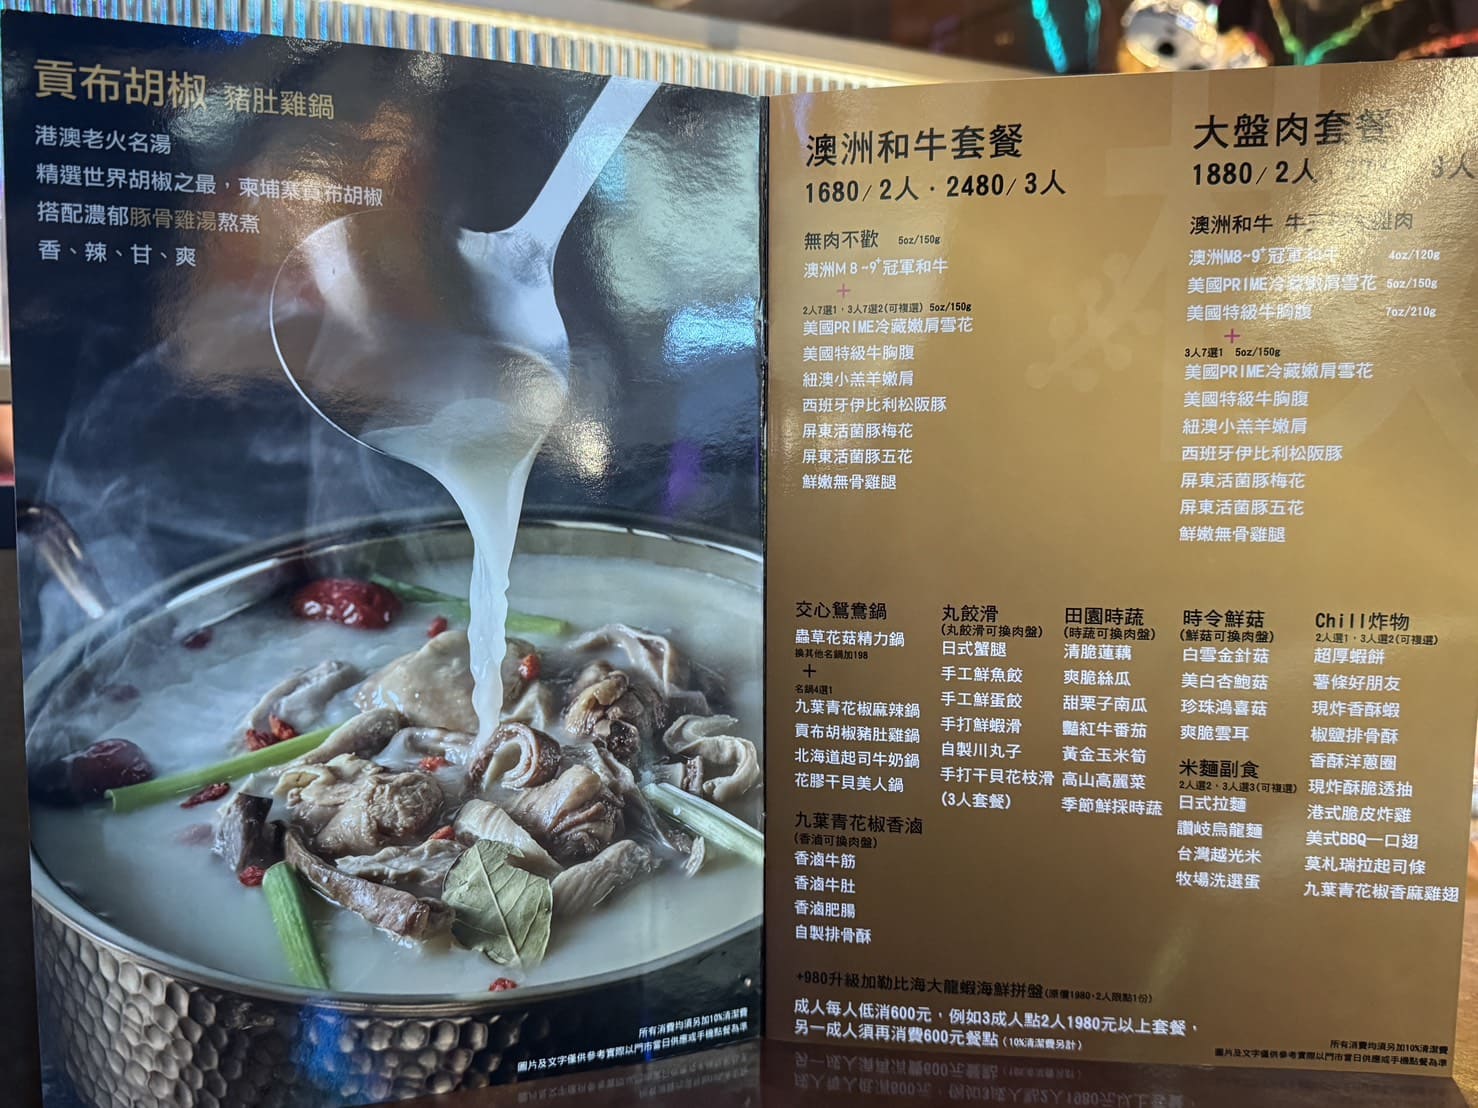 貢布胡椒 豬肚雞鍋
港澳老火名湯
精選世界胡椒之最，柬埔寨貢布胡椒
搭配濃郁豚骨雞湯熬煮
香、辣、甘、爽
所有消費均須另加10%清潔費
圖片及文字僅供參考實際以門市當日供應或手機點餐為準
澳洲和牛套餐
1680/2人·2480/3人
無肉不歡 5oz/150g
澳洲M8~9⁺冠軍和牛
+
2人7選1，3人7選2(可複選) 5oz/150g
美國PRIME冷藏嫩肩雪花
美國特級牛胸腹
紐澳小羔羊嫩肩
西班牙伊比利松阪豚
屏東活菌豚梅花
屏東活菌豚五花
鮮嫩無骨雞腿
大盤肉套餐
1880/2人 3人
澳洲和牛 牛 雞肉
澳洲M8~9⁺冠軍和牛 4oz/120g
美國PRIME冷藏嫩肩雪花 5oz/150g
美國特級牛胸腹 7oz/210g
+
3人7選1 5oz/150g
美國PRIME冷藏嫩肩雪花
美國特級牛胸腹
紐澳小羔羊嫩肩
西班牙伊比利松阪豚
屏東活菌豚梅花
屏東活菌豚五花
鮮嫩無骨雞腿
交心鴛鴦鍋
蟲草花菇精力鍋
換其他名鍋加198
+
名鍋4選1
九葉青花椒麻辣鍋
貢布胡椒豬肚雞鍋
北海道起司牛奶鍋
花膠干貝美人鍋
九葉青花椒香滷
(香滷可換肉盤)
香滷牛筋
香滷牛肚
香滷肥腸
自製排骨酥
丸餃滑
(丸餃滑可換肉盤)
日式蟹腿
手工鮮魚餃
手工鮮蛋餃
手打鮮蝦滑
自製川丸子
手打干貝花枝滑
(3人套餐)
田園時蔬
(時蔬可換肉盤)
清脆蓮藕
爽脆絲瓜
甜栗子南瓜
豔紅牛番茄
黃金玉米筍
高山高麗菜
季節鮮採時蔬
時令鮮菇
(鮮菇可換肉盤)
白雪金針菇
美白杏鮑菇
珍珠鴻喜菇
爽脆雲耳
米麵副食
2人選2，3人選3(可複選)
日式拉麵
讚岐烏龍麵
台灣越光米
牧場洗選蛋
Chill炸物
2人選1，3人選2(可複選)
超厚蝦餅
薯條好朋友
現炸香酥蝦
椒鹽排骨酥
香酥洋蔥圈
現炸酥脆透抽
港式脆皮炸雞
美式BBQ一口翅
莫札瑞拉起司條
九葉青花椒香麻雞翅
+980升級加勒比海大龍蝦海鮮拼盤(原價1980，2人限點1份)
成人每人低消600元，例如3成人點2人1980元以上套餐，
另一成人須再消費600元餐點(10%清潔費另計)
所有消費均須另加10%清潔費
圖片及文字僅供參考實際以門市當日供應或手機點餐為準